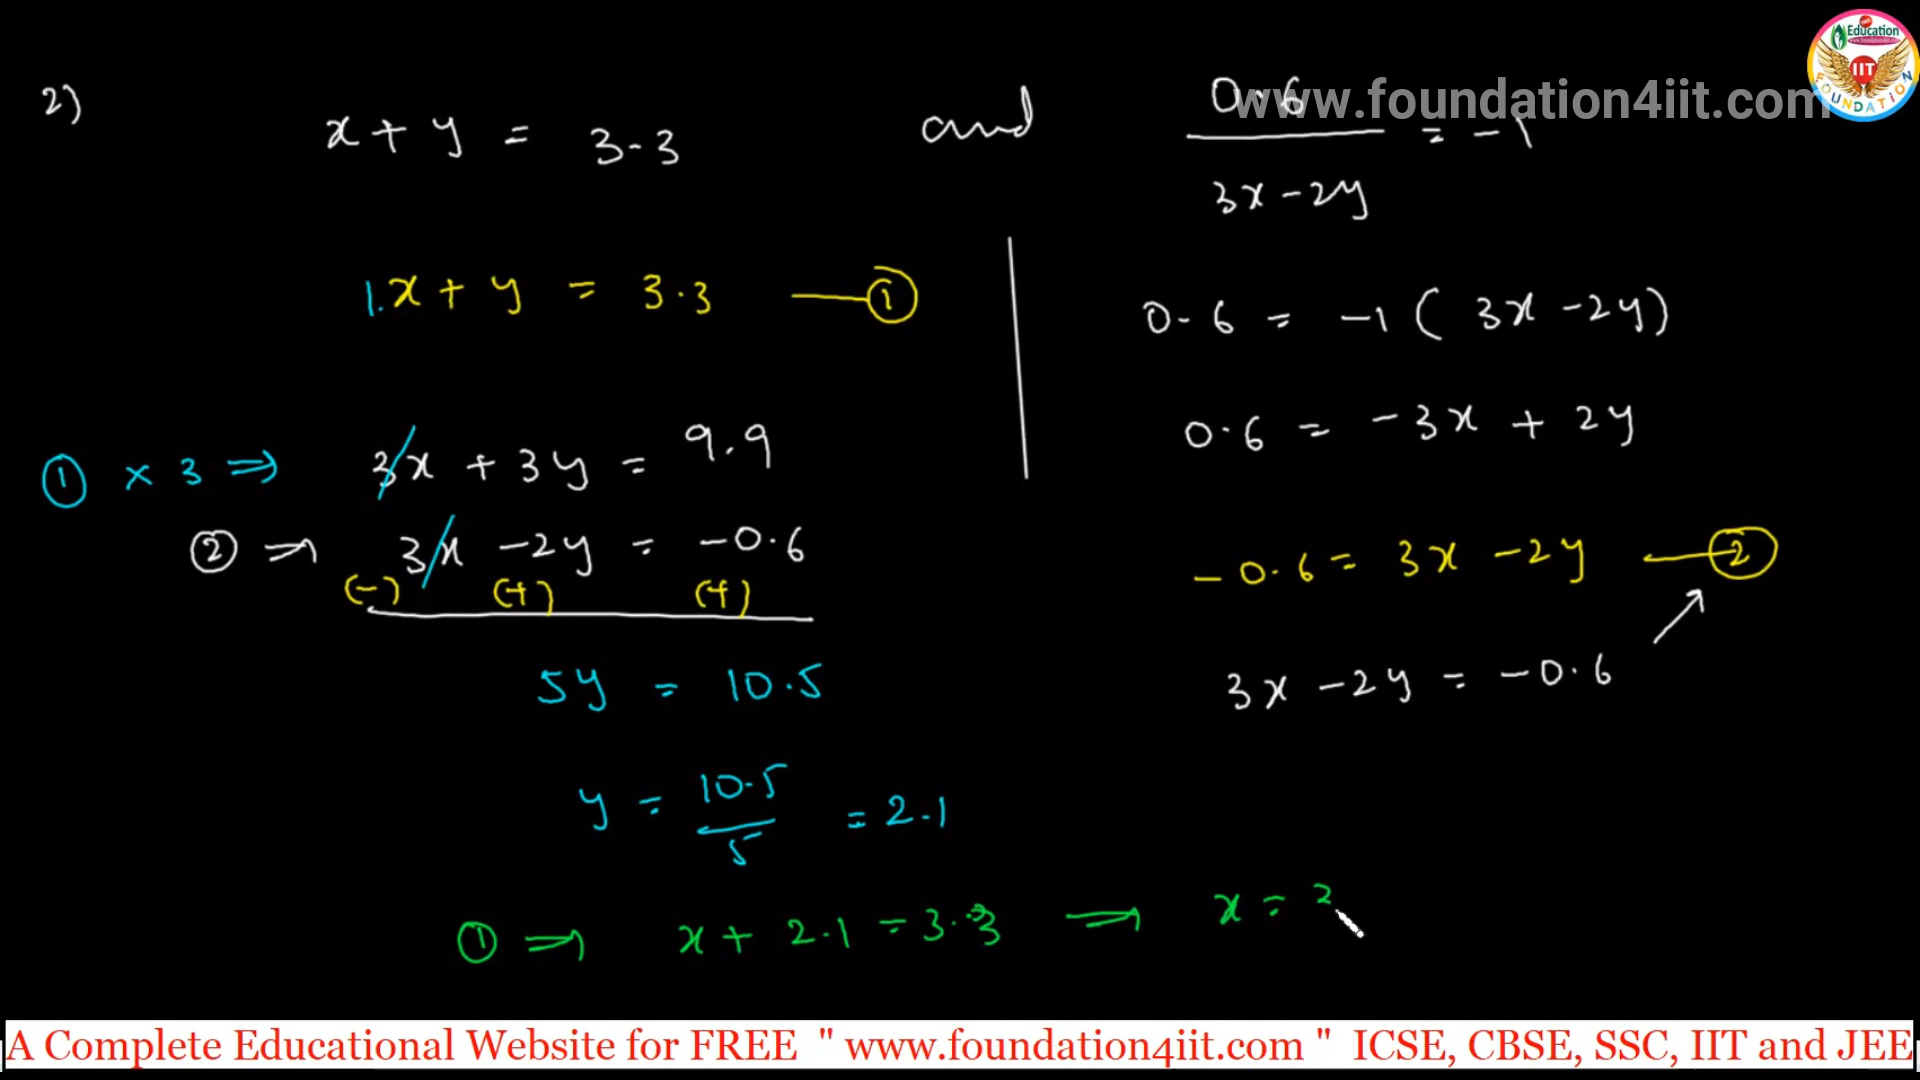 2) x + y = 3.3 and 0.6 / 3x - 2y = -1
www.foundation4iit.com
Education
IIT
FOUNDATION
1.x + y = 3.3 — ①
0.6 = -1 ( 3x - 2y)
0.6 = -3x + 2y
-0.6 = 3x - 2y — ②
3x - 2y = -0.6
① × 3 ⇒ 3x + 3y = 9.9
② ⇒ 3x - 2y = -0.6
(-) (+) (+)
5y = 10.5
y = 10.5 / 5 = 2.1
① ⇒ x + 2.1 = 3.3 ⇒ x =
A Complete Educational Website for FREE " www.foundation4iit.com " ICSE, CBSE, SSC, IIT and JEE